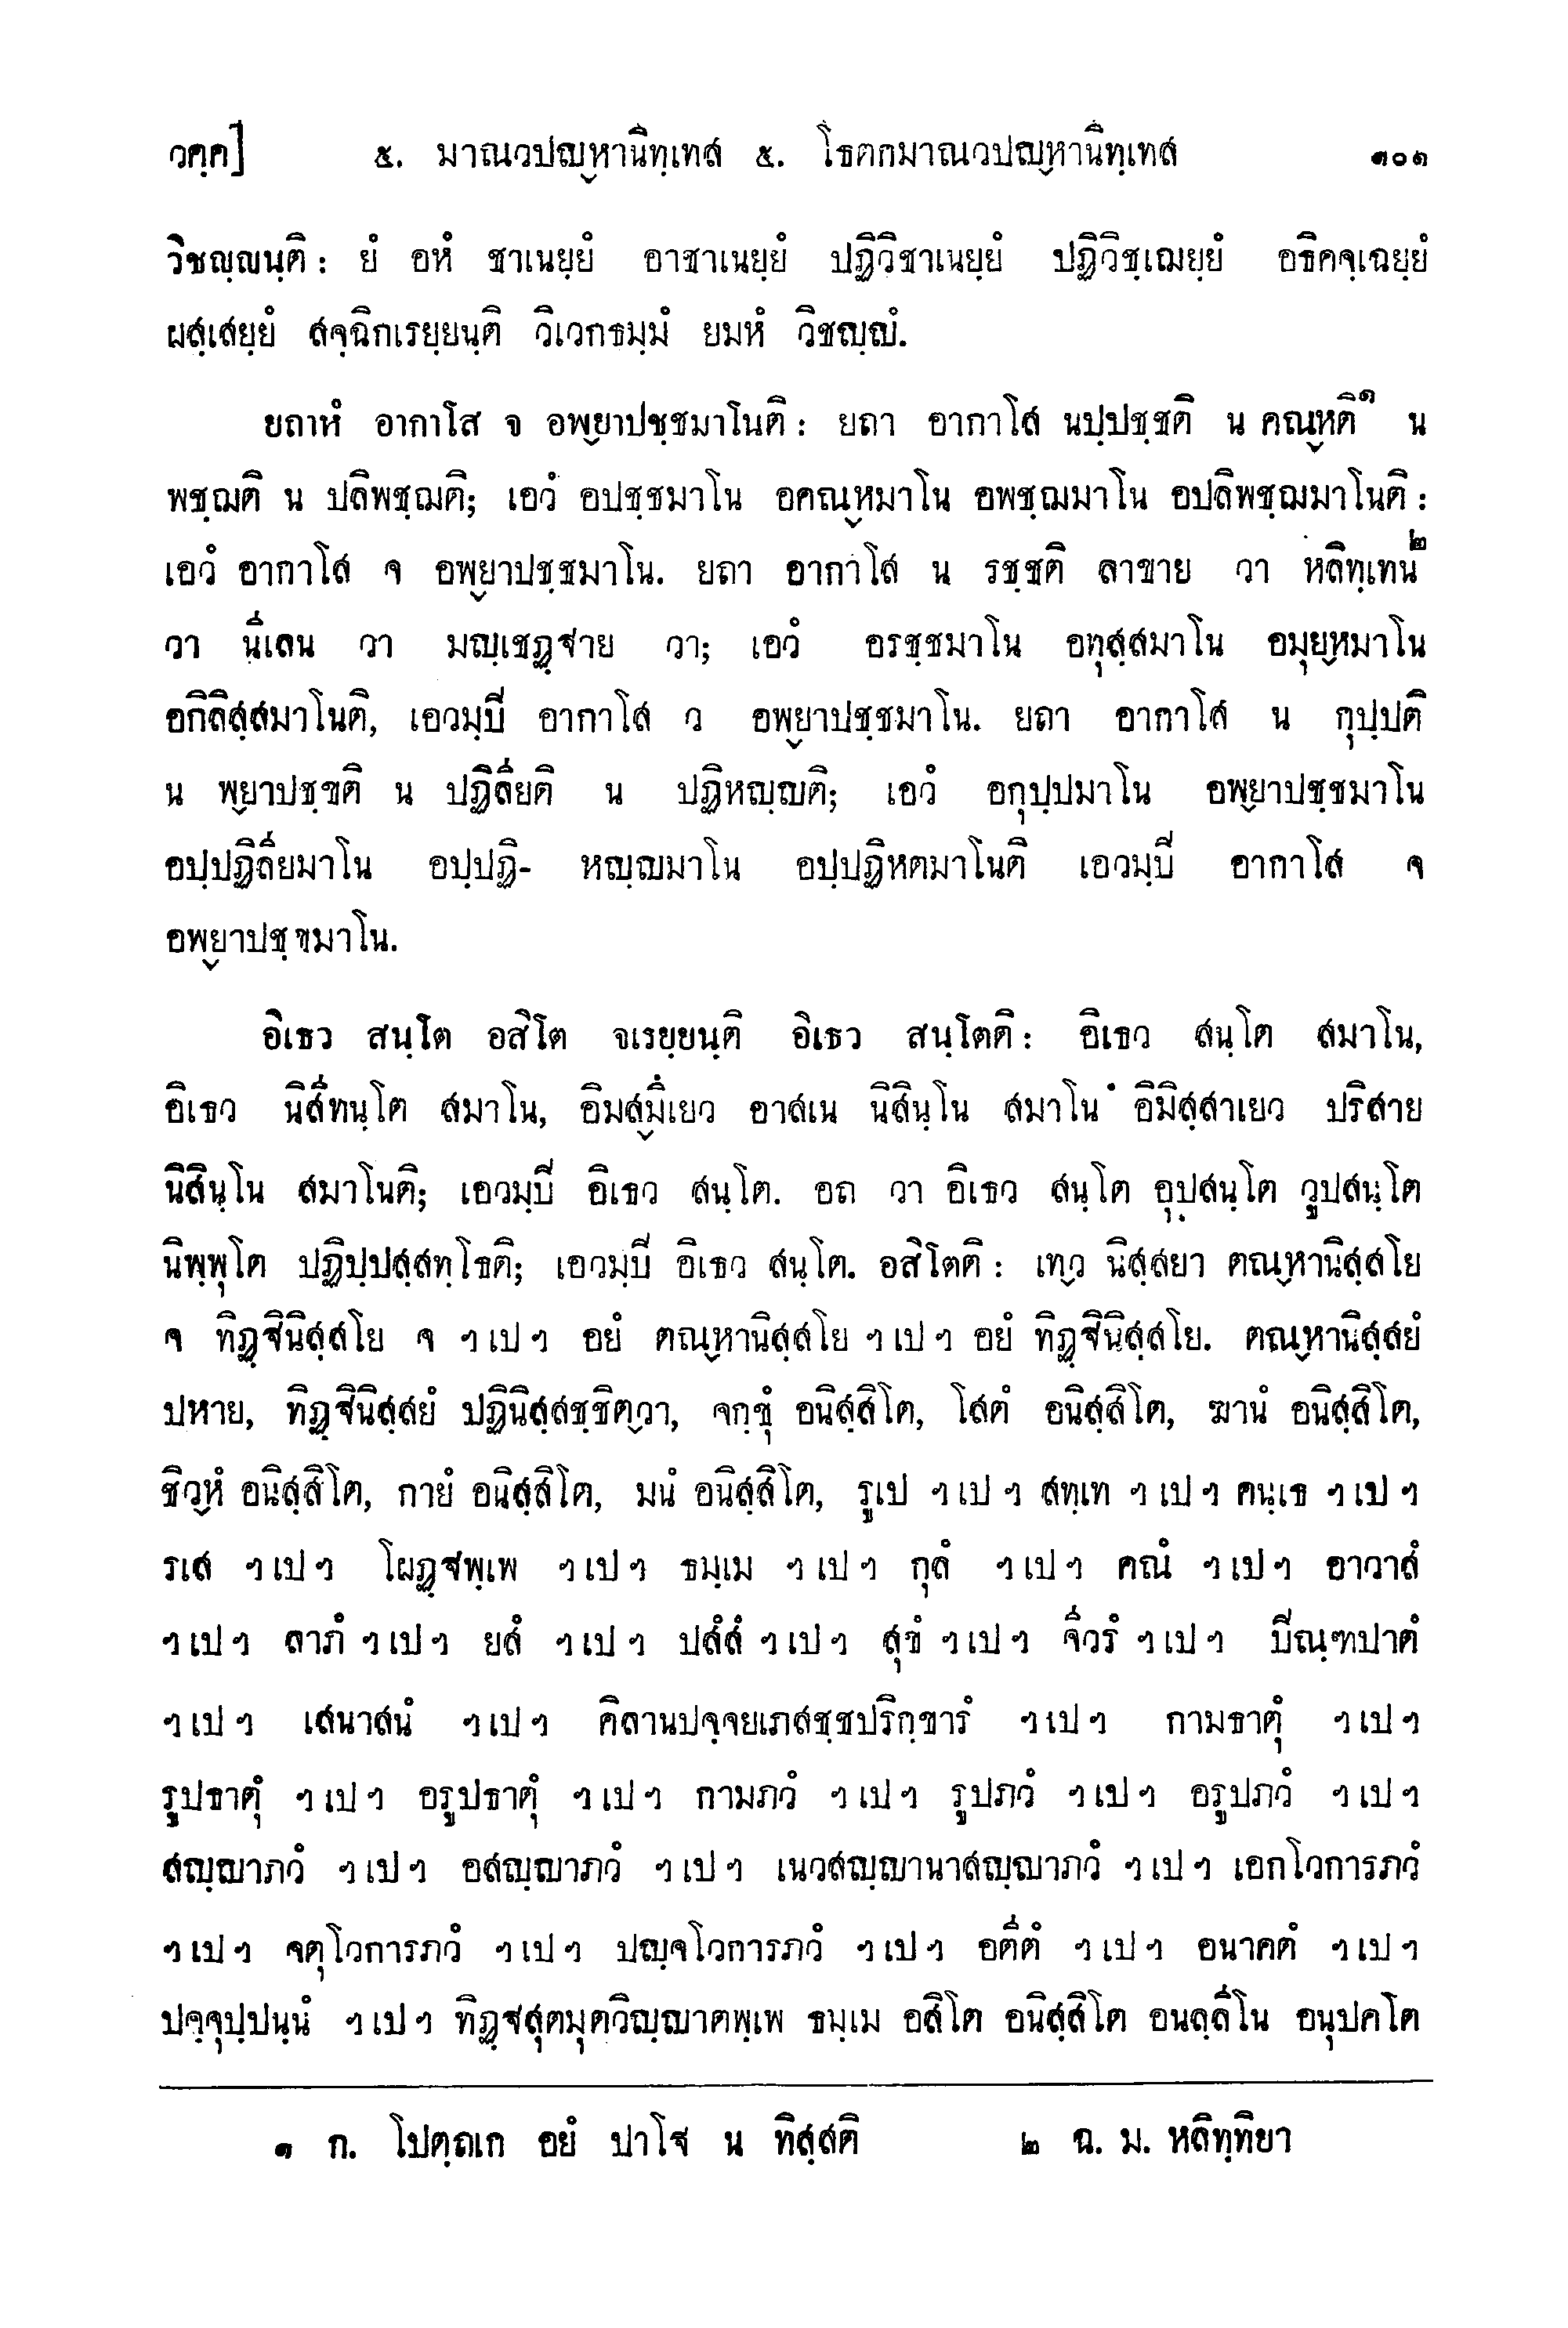 วคฺค]   ๕. มาณวปญฺหานิทฺเทส ๕. โธตกมาณวปญฺหานิทฺเทส   ๑๐๑
วิชญฺญนฺติ: ยํ อหํ ชาเนยฺยํ อาชาเนยฺยํ ปฏิวิชาเนยฺยํ ปฏิวิชฺเฌยฺยํ อธิคจฺเฉยฺยํ
ผสฺเสยฺยํ สจฺฉิกเรยฺยนฺติ วิเวกธมฺมํ ยมหํ วิชญฺญํ.
ยถาหํ อากาโส จ อพฺยาปชฺชมาโนติ: ยถา อากาโส นปฺปชฺชติ น คณฺหติ๑ น
พชฺฌติ น ปลิพชฺฌติ; เอวํ อปชฺชมาโน อคณฺหมาโน อพชฺฌมาโน อปลิพชฺฌมาโนติ:
เอวํ อากาโส จ อพฺยาปชฺชมาโน. ยถา อากาโส น รชฺชติ ลาขาย วา หลิทฺเทน๒
วา นีเลน วา มญฺเชฏฺฐาย วา; เอวํ อรชฺชมาโน อทุสฺสมาโน อมุยฺหมาโน
อกิลิสฺสมาโนติ, เอวมฺปิ อากาโส ว อพฺยาปชฺชมาโน. ยถา อากาโส น กุปฺปติ
น พฺยาปชฺชติ น ปฏิลียติ น ปฏิหญฺญติ; เอวํ อกุปฺปมาโน อพฺยาปชฺชมาโน
อปฺปฏิลียมาโน อปฺปฏิ- หญฺญมาโน อปฺปฏิหตมาโนติ เอวมฺปิ อากาโส จ
อพฺยาปชฺชมาโน.
อิเธว สนฺโต อสิโต จเรยฺยนฺติ อิเธว สนฺโตติ: อิเธว สนฺโต สมาโน,
อิเธว นิสีทนฺโต สมาโน, อิมสฺมิํเยว อาสเน นิสินฺโน สมาโน อิมิสฺสาเยว ปริสาย
นิสินฺโน สมาโนติ; เอวมฺปิ อิเธว สนฺโต. อถ วา อิเธว สนฺโต อุปสนฺโต วูปสนฺโต
นิพฺพุโต ปฏิปฺปสฺสทฺโธติ; เอวมฺปิ อิเธว สนฺโต. อสิโตติ: เทฺว นิสฺสยา ตณฺหานิสฺสโย
จ ทิฏฺฐินิสฺสโย จ ฯ เป ฯ อยํ ตณฺหานิสฺสโย ฯ เป ฯ อยํ ทิฏฺฐินิสฺสโย. ตณฺหานิสฺสยํ
ปหาย, ทิฏฺฐินิสฺสยํ ปฏินิสฺสชฺชิตฺวา, จกฺขุํ อนิสฺสิโต, โสตํ อนิสฺสิโต, ฆานํ อนิสฺสิโต,
ชิวฺหํ อนิสฺสิโต, กายํ อนิสฺสิโต, มนํ อนิสฺสิโต, รูเป ฯ เป ฯ สทฺเท ฯ เป ฯ คนฺเธ ฯ เป ฯ
รเส ฯ เป ฯ โผฏฺฐพฺเพ ฯ เป ฯ ธมฺเม ฯ เป ฯ กุลํ ฯ เป ฯ คณํ ฯ เป ฯ อาวาสํ
ฯ เป ฯ ลาภํ ฯ เป ฯ ยสํ ฯ เป ฯ ปสํสํ ฯ เป ฯ สุขํ ฯ เป ฯ จีวรํ ฯ เป ฯ ปิณฺฑปาตํ
ฯ เป ฯ เสนาสนํ ฯ เป ฯ คิลานปจฺจยเภสชฺชปริกฺขารํ ฯ เป ฯ กามธาตุํ ฯ เป ฯ
รูปธาตุํ ฯ เป ฯ อรูปธาตุํ ฯ เป ฯ กามภวํ ฯ เป ฯ รูปภวํ ฯ เป ฯ อรูปภวํ ฯ เป ฯ
สญฺญาภวํ ฯ เป ฯ อสญฺญาภวํ ฯ เป ฯ เนวสญฺญานาสญฺญาภวํ ฯ เป ฯ เอกโวการภวํ
ฯ เป ฯ จตุโวการภวํ ฯ เป ฯ ปญฺจโวการภวํ ฯ เป ฯ อตีตํ ฯ เป ฯ อนาคตํ ฯ เป ฯ
ปจฺจุปฺปนฺนํ ฯ เป ฯ ทิฏฺฐสุตมุตวิญฺญาตพฺเพ ธมฺเม อสิโต อนิสฺสิโต อนลฺลีโน อนุปคโต
๑ ก. โปตฺถเก อยํ ปาโฐ น ทิสฺสติ   ๒ ฉ. ม. หลิทฺทิยา